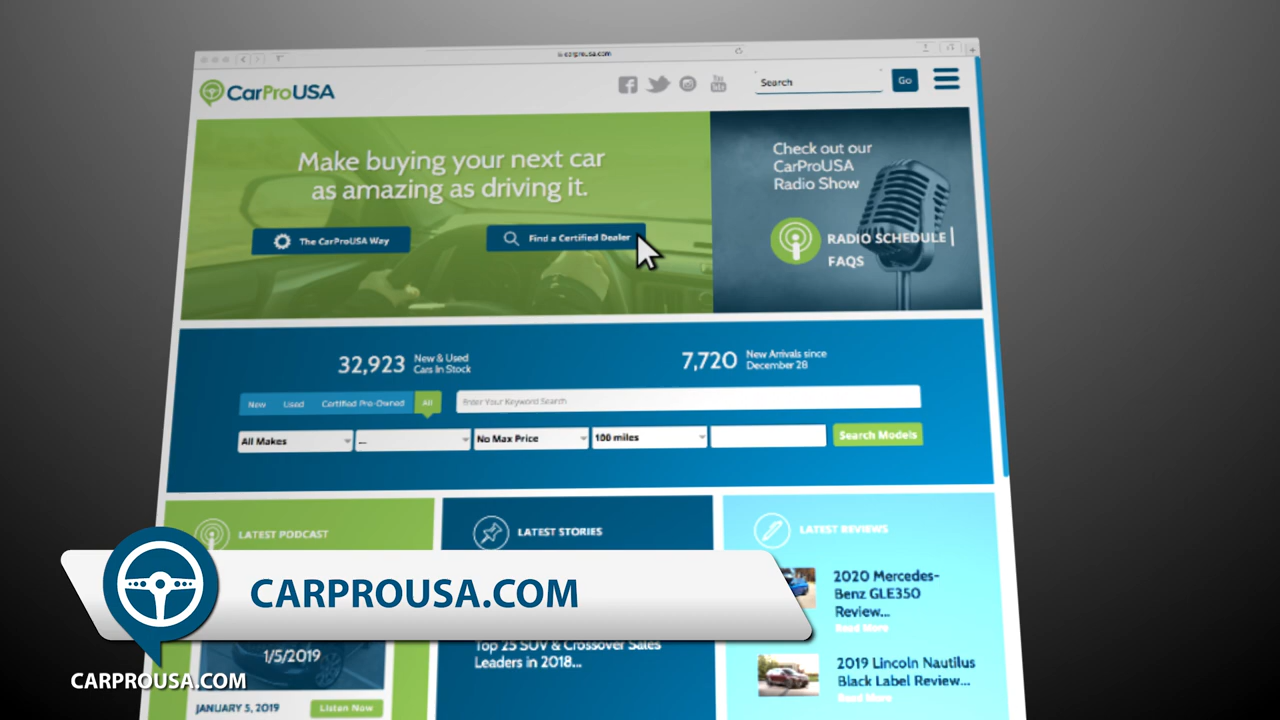 carprousa.com
CarProUSA
Search
Go
Make buying your next car
as amazing as driving it.
The CarProUSA Way
Find a Certified Dealer
Check out our
CarProUSA
Radio Show
RADIO SCHEDULE |
FAQS
32,923
New & Used
Cars In Stock
7,720
New Arrivals since
December 28
New Used Certified Pre-Owned All
Enter Your Keyword Search
All Makes
...
No Max Price
100 miles
Search Models
LATEST PODCAST
LATEST STORIES
LATEST REVIEWS
2020 Mercedes-
Benz GLE350
Review...
Read More
CARPROUSA.COM
Top 25 SUV & Crossover Sales
Leaders in 2018...
1/5/2019
2019 Lincoln Nautilus
Black Label Review...
Read More
CARPROUSA.COM
JANUARY 5, 2019
Listen Now